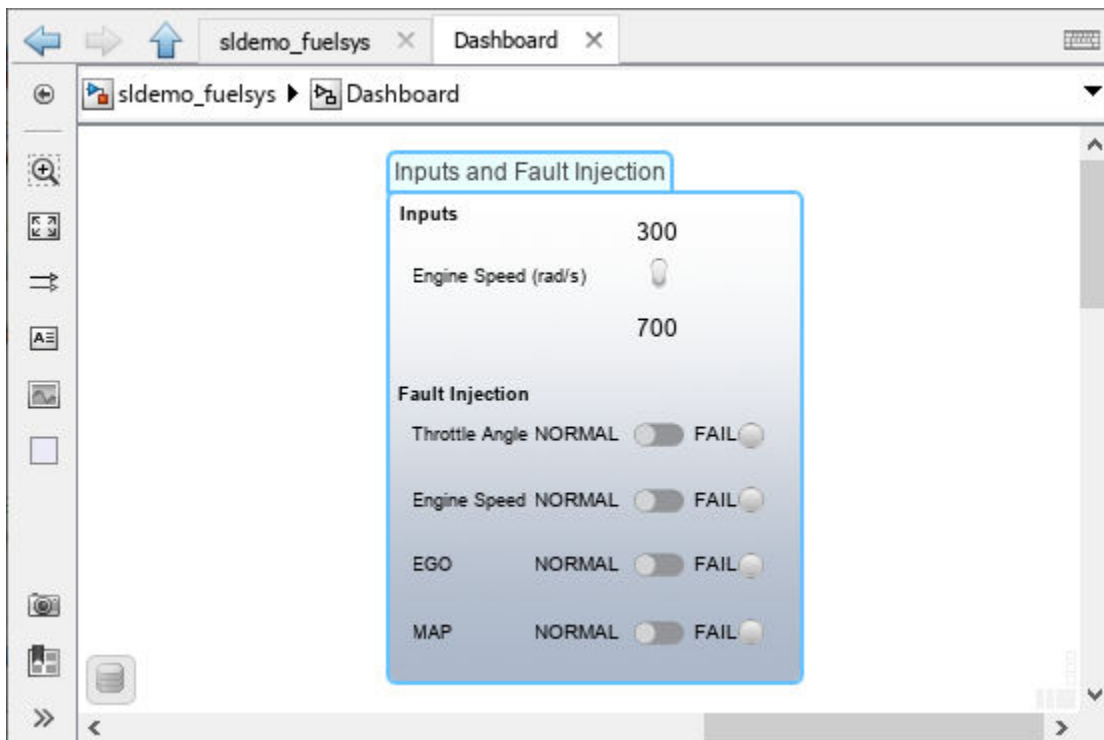 sldemo_fuelsys Dashboard
sldemo_fuelsys Dashboard
Inputs and Fault Injection
Inputs
300
Engine Speed (rad/s)
700
Fault Injection
Throttle Angle NORMAL FAIL
Engine Speed NORMAL FAIL
EGO NORMAL FAIL
MAP NORMAL FAIL